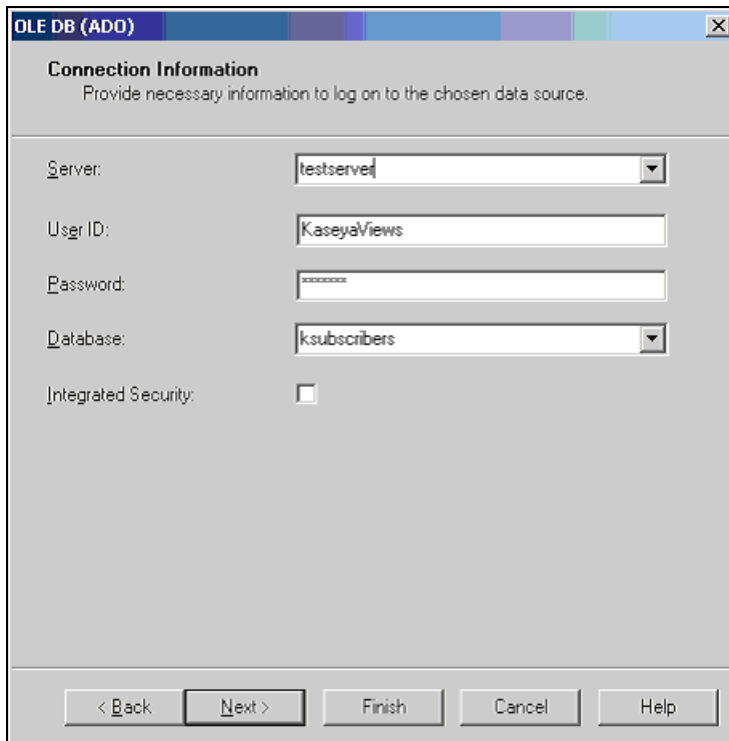 OLE DB (ADO)
Connection Information
Provide necessary information to log on to the chosen data source.
Server: testserver
User ID: KaseyaViews
Password: *******
Database: ksubscribers
Integrated Security:
< Back Next > Finish Cancel Help